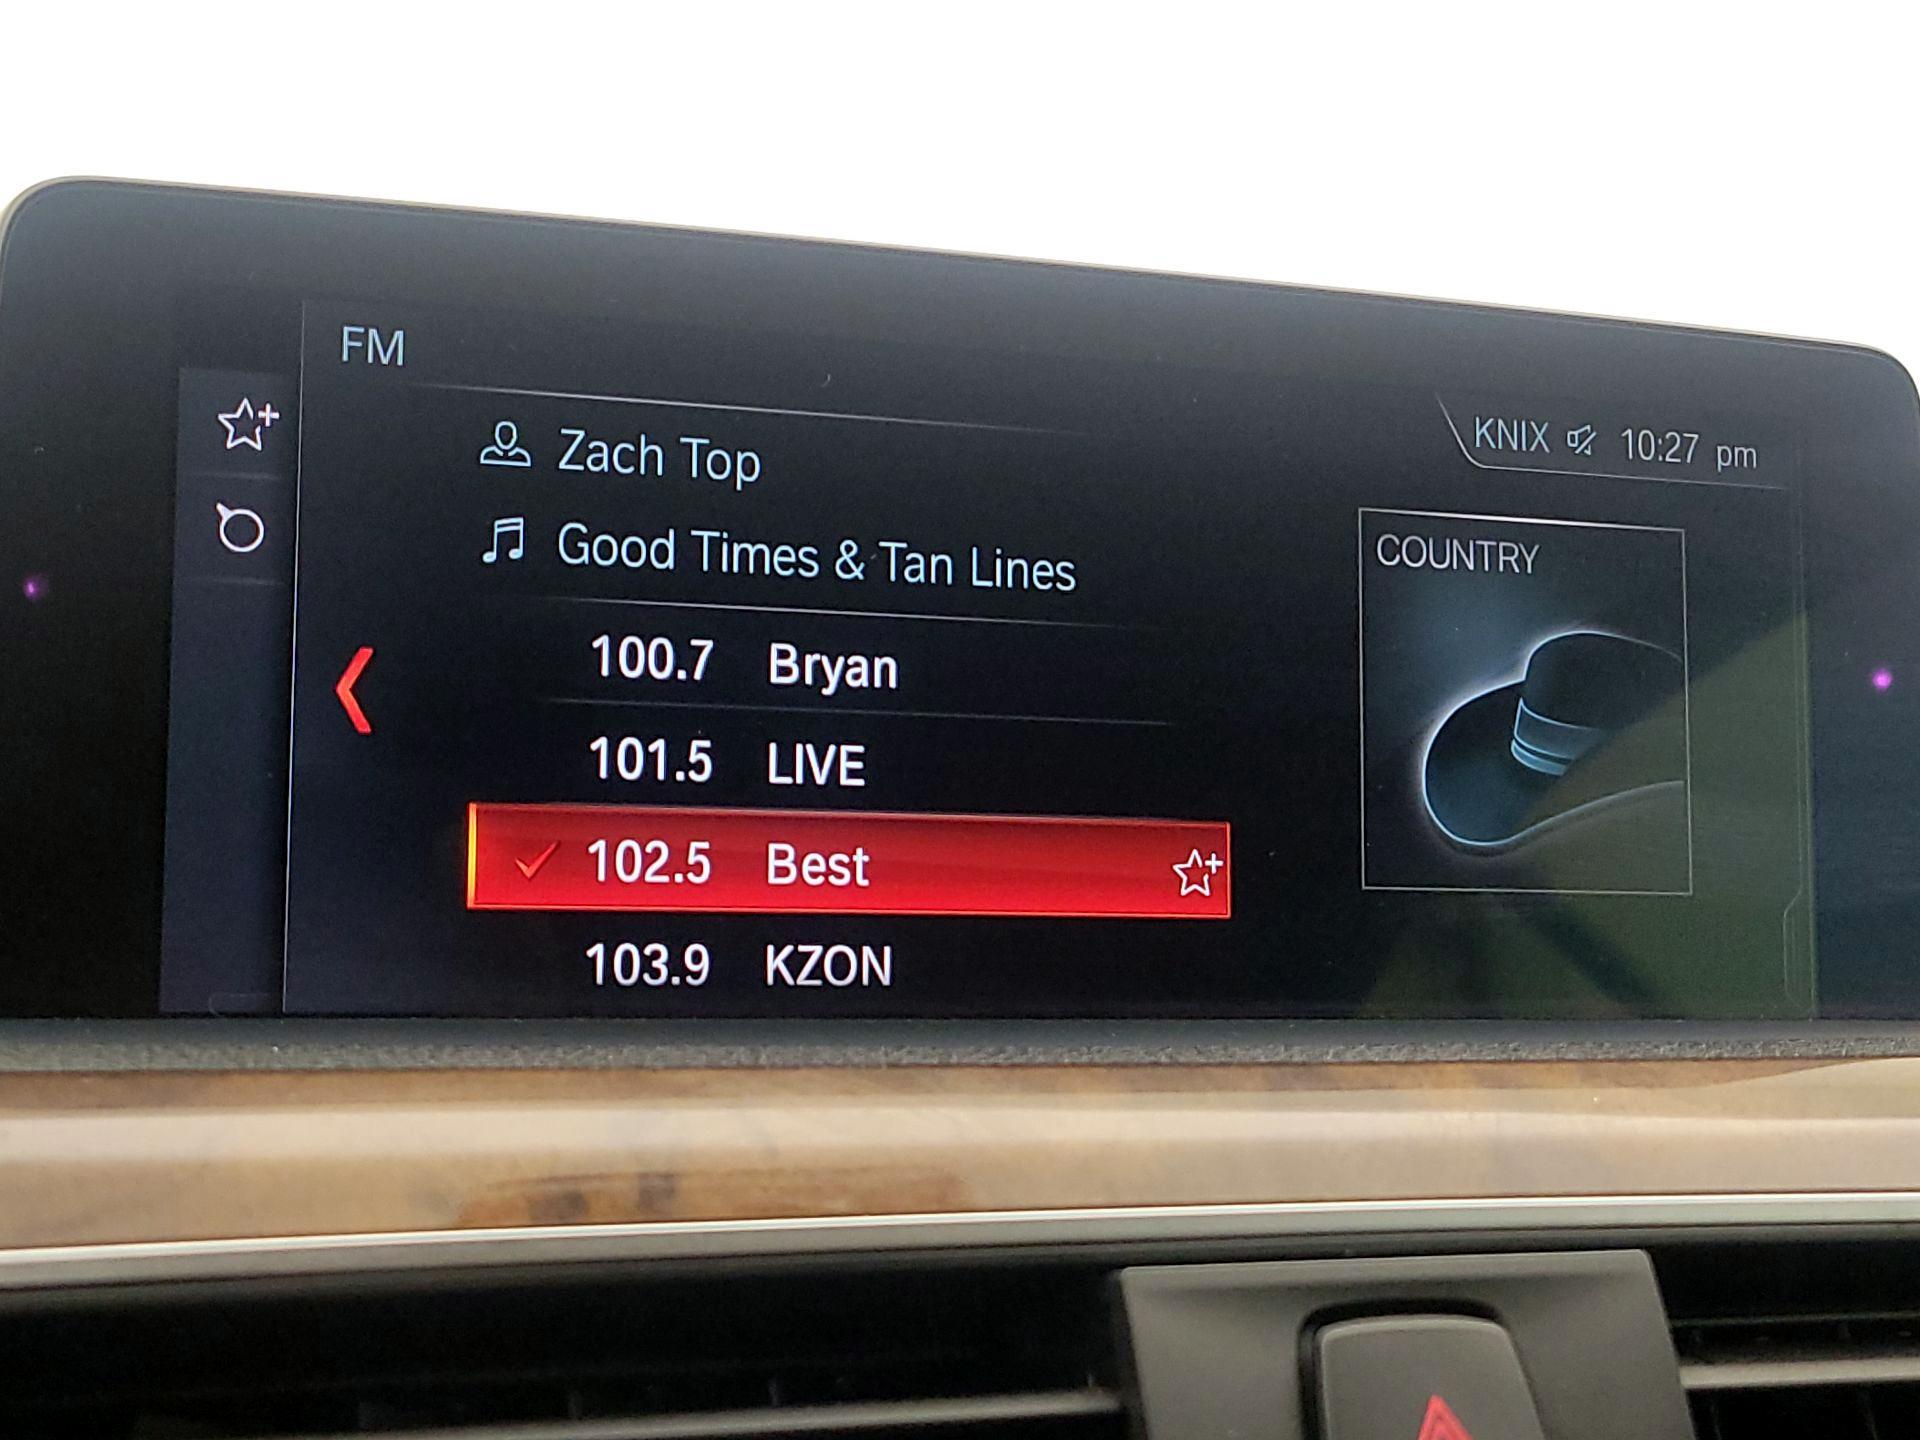 FM
KNIX 10:27 pm
Zach Top
Good Times & Tan Lines
COUNTRY
100.7 Bryan
101.5 LIVE
102.5 Best
103.9 KZON